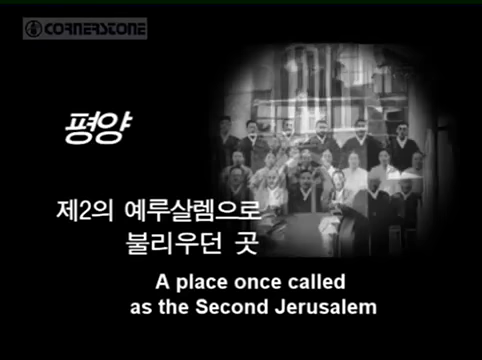 CORNERSTONE
평양
제2의 예루살렘으로
불리우던 곳
A place once called
as the Second Jerusalem